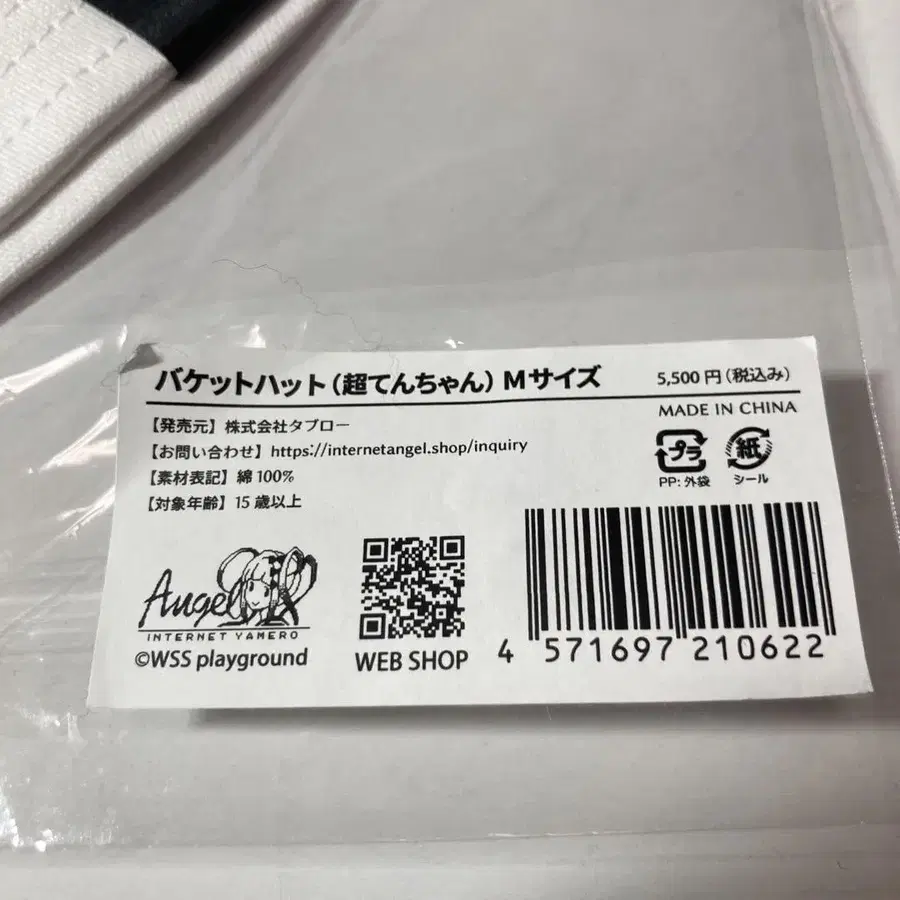 バケットハット(超てんちゃん) Mサイズ 5,500円(税込み)
【発売元】株式会社タブロー
MADE IN CHINA
【お問い合わせ】https://internetangel.shop/inquiry
【素材表記】綿 100%
【対象年齢】15 歳以上
プラ
PP:外袋
紙
シール
Angel
INTERNET YAMERO
©WSS playground
WEB SHOP
4 571697 210622